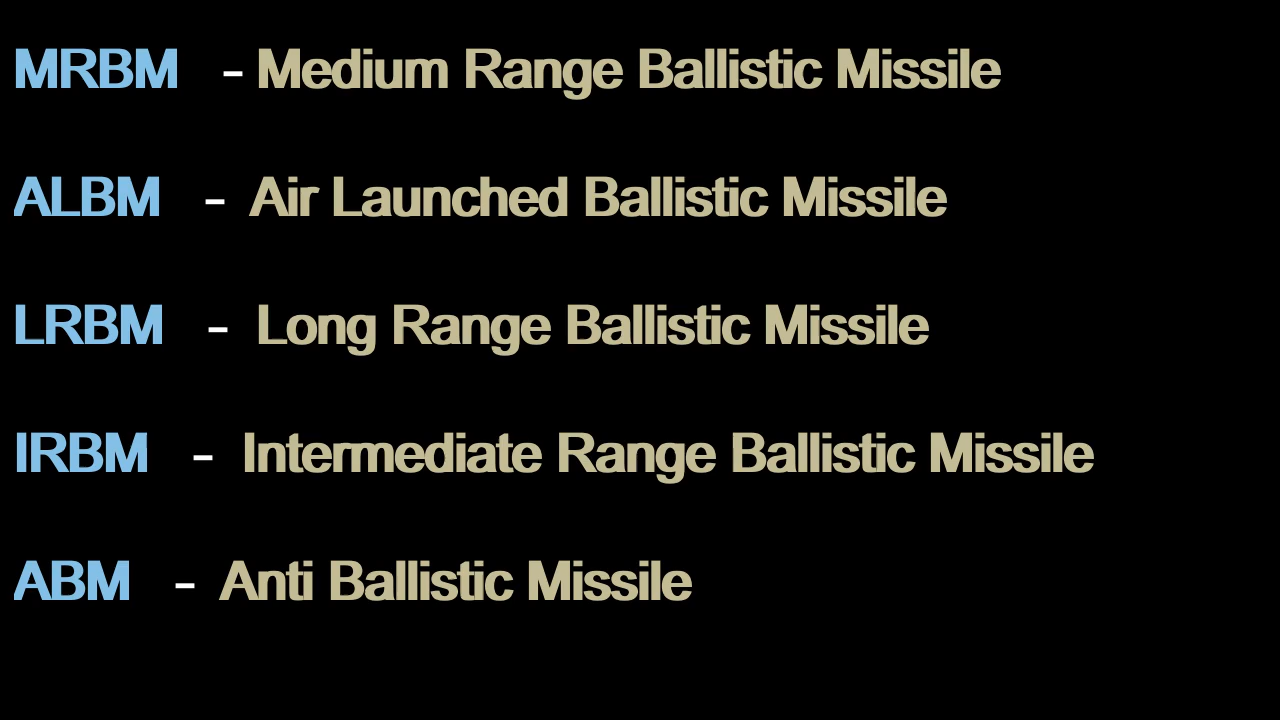 MRBM - Medium Range Ballistic Missile
ALBM - Air Launched Ballistic Missile
LRBM - Long Range Ballistic Missile
IRBM - Intermediate Range Ballistic Missile
ABM - Anti Ballistic Missile